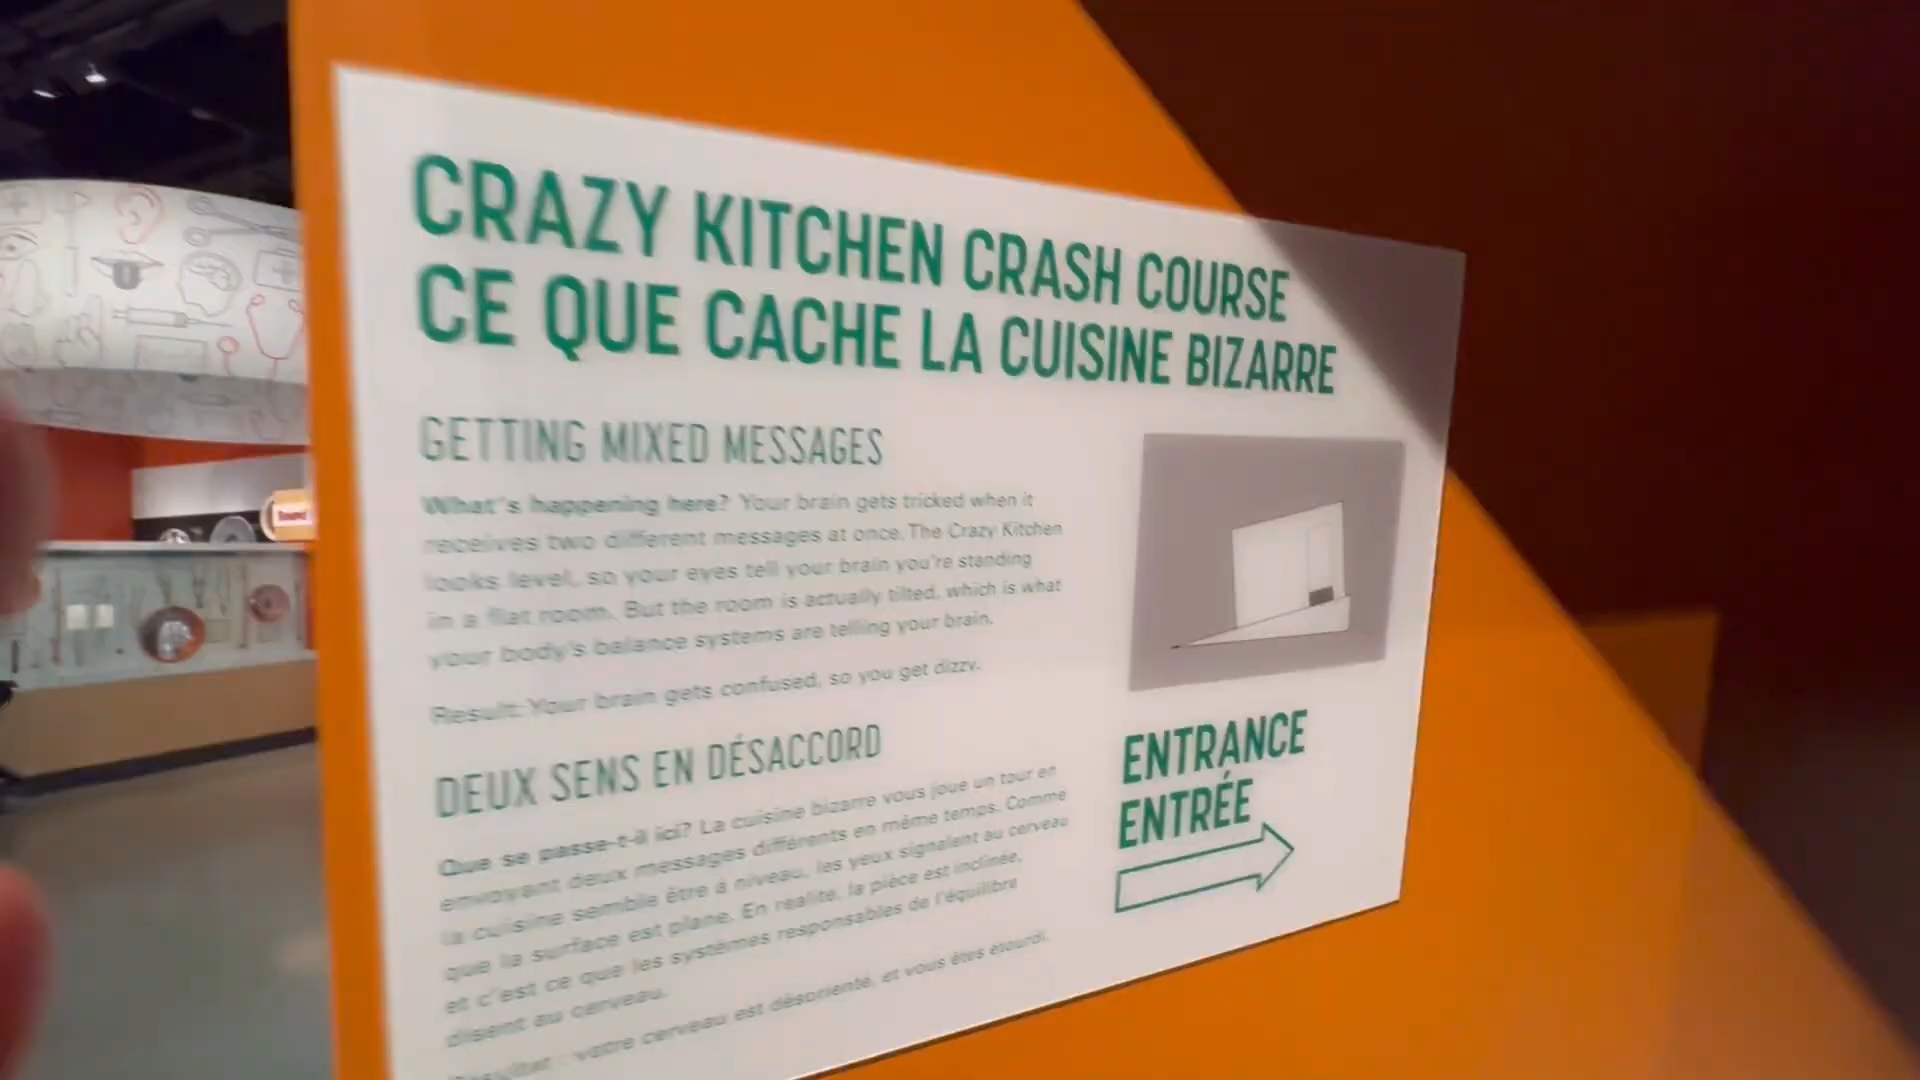 CRAZY KITCHEN CRASH COURSE
CE QUE CACHE LA CUISINE BIZARRE
GETTING MIXED MESSAGES
What's happening here? Your brain gets tricked when it
receives two different messages at once. The Crazy Kitchen
looks level, so your eyes tell your brain you're standing
in a flat room. But the room is actually tilted, which is what
your body's balance systems are telling your brain.
Result: Your brain gets confused, so you get dizzy.
DEUX SENS EN DÉSACCORD
Que se passe-t-il ici? La cuisine bizarre vous joue un tour en
envoyant deux messages différents en même temps. Comme
la cuisine semble être à niveau, les yeux signalent au cerveau
que la surface est plane. En réalité, la pièce est inclinée,
et c'est ce que les systèmes responsables de l'équilibre
disent au cerveau.
Résultat : votre cerveau est désorienté, et vous êtes étourdi.
ENTRANCE
ENTRÉE
Sound